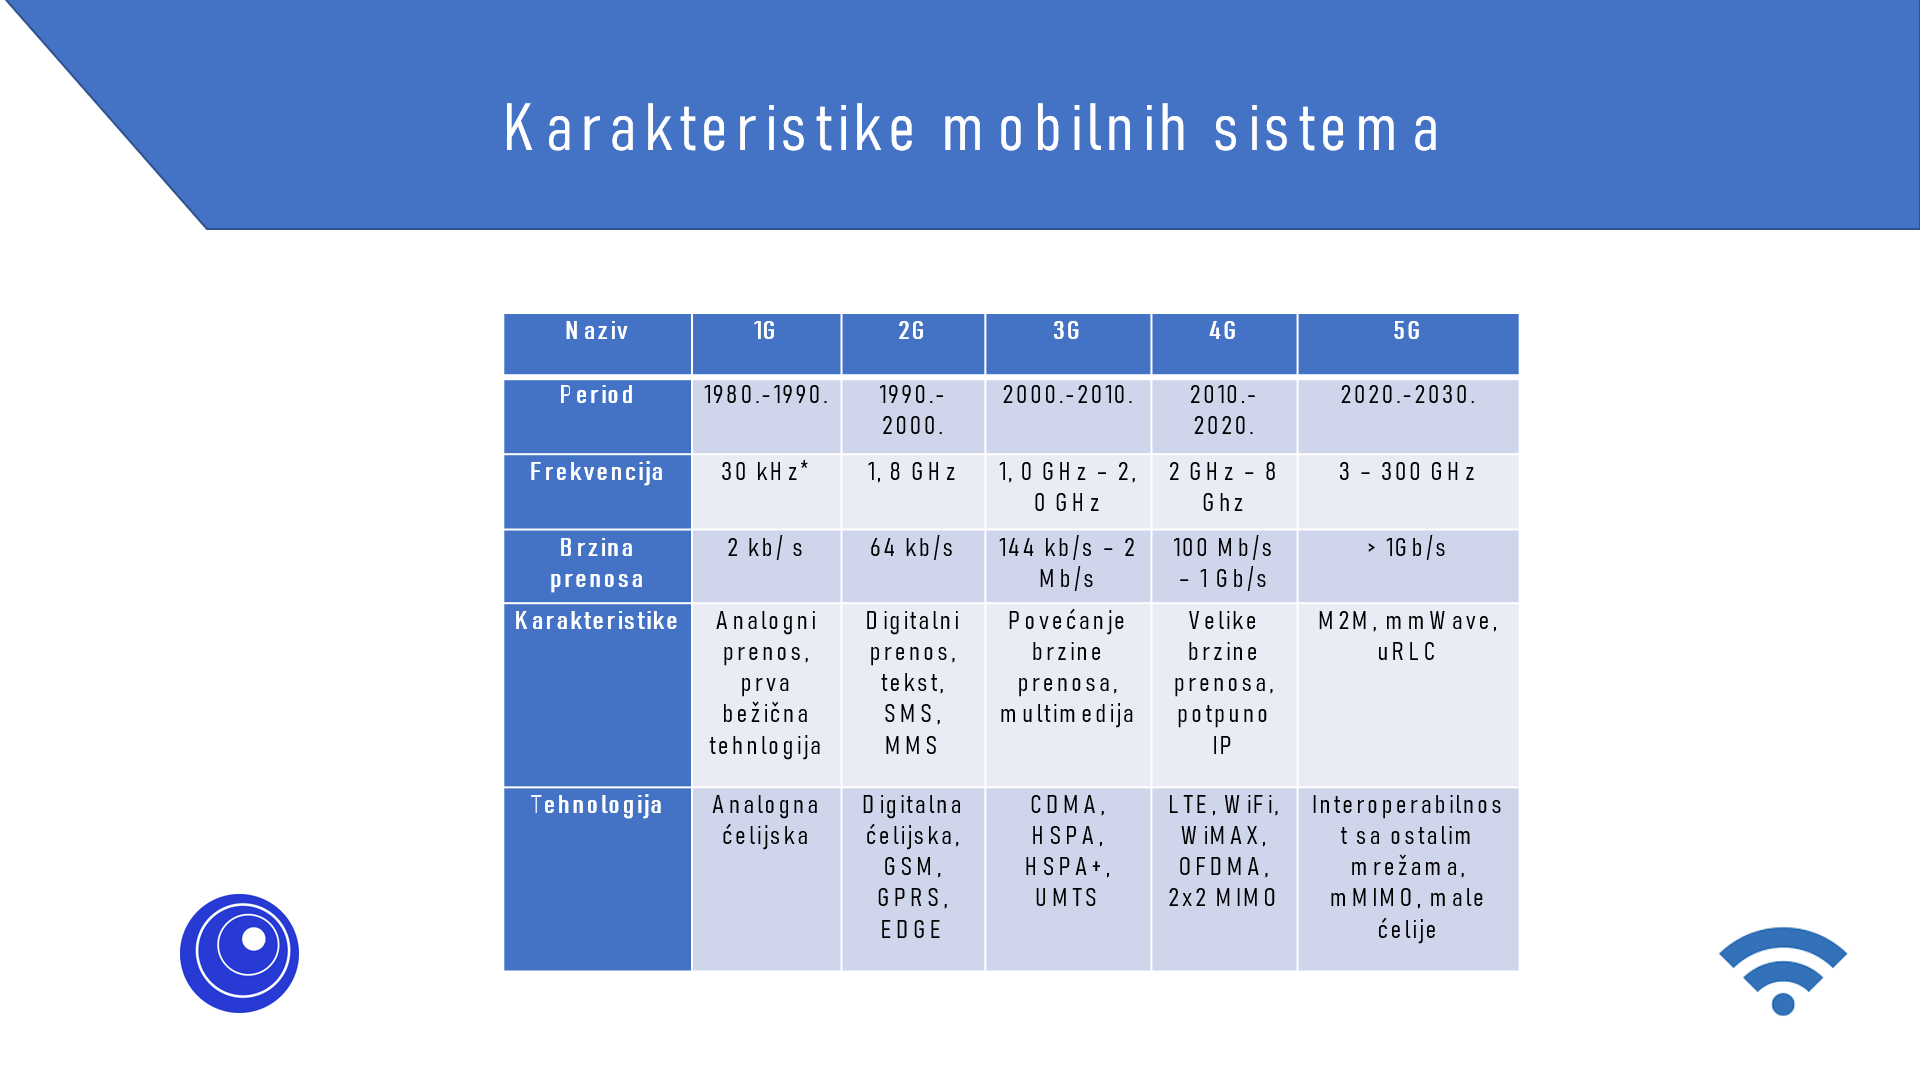 Karakteristike mobilnih sistema
Naziv 1G 2G 3G 4G 5G
Period 1980.-1990. 1990.- 2000.-2010. 2010.- 2020.-2030.
2000. 2020.
Frekvencija 30 kHz* 1,8 GHz 1,0 GHz – 2, 2 GHz – 8 3 – 300 GHz
0 GHz Ghz
Brzina 2 kb/ s 64 kb/s 144 kb/s – 2 100 Mb/s > 1Gb/s
prenosa Mb/s – 1 Gb/s
Karakteristike Analogni Digitalni Povećanje Velike M2M, mmWave,
prenos, prenos, brzine brzine uRLC
prva tekst, prenosa, prenosa,
bežična SMS, multimedija potpuno
tehnlogija MMS IP
Tehnologija Analogna Digitalna CDMA, LTE, WiFi, Interoperabilnos
ćelijska ćelijska, HSPA, WiMAX, t sa ostalim
GSM, HSPA+, OFDMA, mrežama,
GPRS, UMTS 2x2 MIMO mMIMO, male
EDGE ćelije